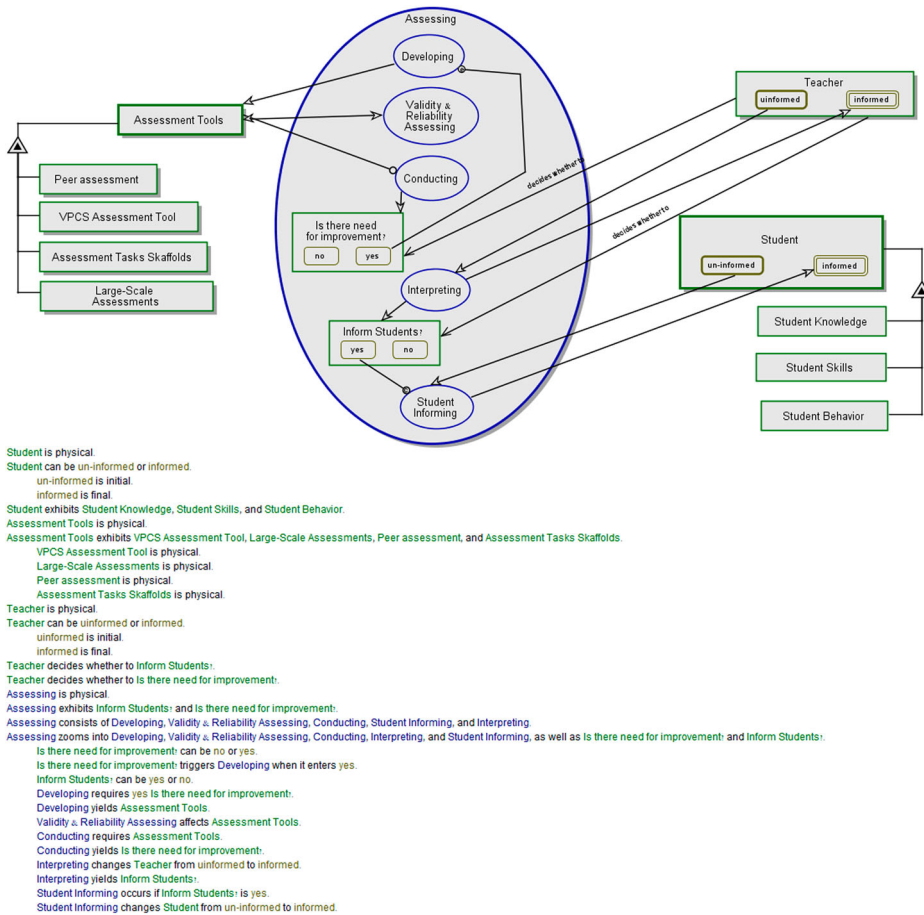 Assessing
Developing
Validity &
Reliability
Assessing
Assessment Tools
Conducting
Peer assessment
VPCS Assessment Tool
Assessment Tasks Skaffolds
Large-Scale
Assessments
Is there need
for improvement?
no yes
Interpreting
Inform Students?
yes no
Student
Informing
Teacher
uinformed informed
decides whether to
decides whether to
Student
un-informed informed
Student Knowledge
Student Skills
Student Behavior
Student is physical.
Student can be un-informed or informed.
un-informed is initial.
informed is final.
Student exhibits Student Knowledge, Student Skills, and Student Behavior.
Assessment Tools is physical.
Assessment Tools exhibits VPCS Assessment Tool, Large-Scale Assessments, Peer assessment, and Assessment Tasks Skaffolds.
VPCS Assessment Tool is physical.
Large-Scale Assessments is physical.
Peer assessment is physical.
Assessment Tasks Skaffolds is physical.
Teacher is physical.
Teacher can be uinformed or informed.
uinformed is initial.
informed is final.
Teacher decides whether to Inform Students?.
Teacher decides whether to Is there need for improvement?.
Assessing is physical.
Assessing exhibits Inform Students? and Is there need for improvement?.
Assessing consists of Developing, Validity & Reliability Assessing, Conducting, Student Informing, and Interpreting.
Assessing zooms into Developing, Validity & Reliability Assessing, Conducting, Interpreting, and Student Informing, as well as Is there need for improvement? and Inform Students?.
Is there need for improvement? can be no or yes.
Is there need for improvement? triggers Developing when it enters yes.
Inform Students? can be yes or no.
Developing requires yes Is there need for improvement?.
Developing yields Assessment Tools.
Validity & Reliability Assessing affects Assessment Tools.
Conducting requires Assessment Tools.
Conducting yields Is there need for improvement?.
Interpreting changes Teacher from uinformed to informed.
Interpreting yields Inform Students?.
Student Informing occurs if Inform Students? is yes.
Student Informing changes Student from un-informed to informed.